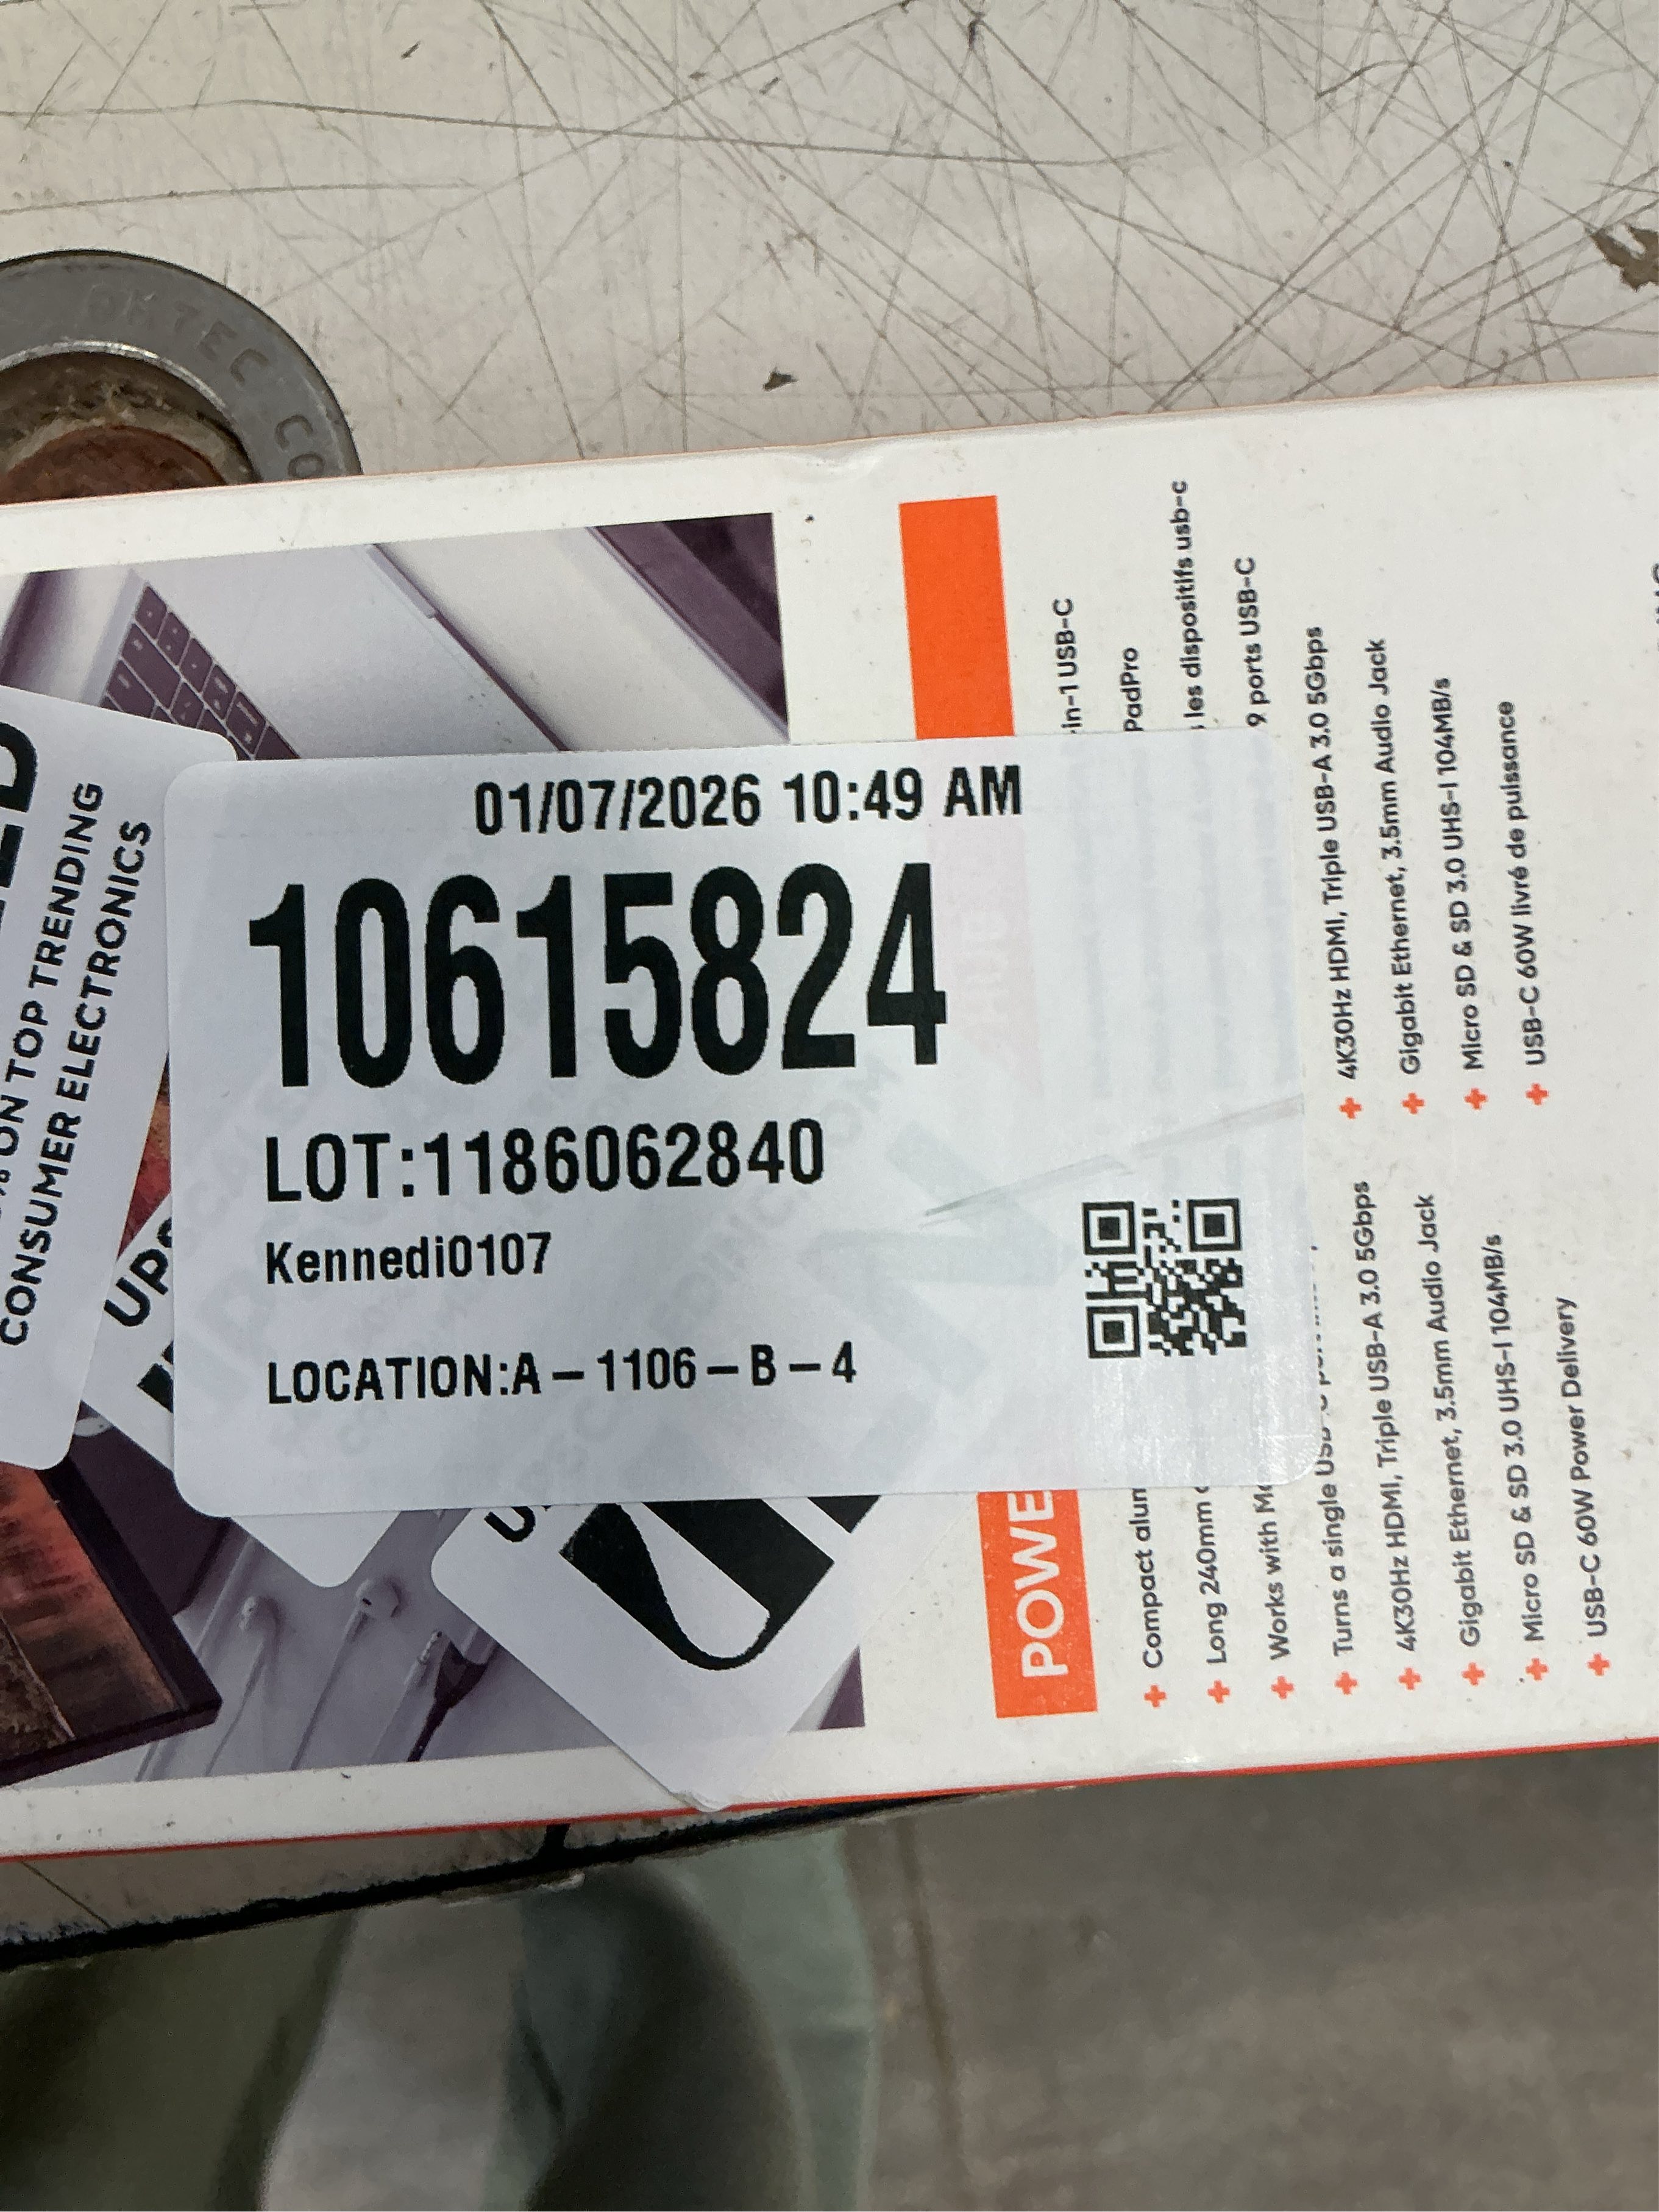 OMTEC CO
% ON TOP TRENDING
CONSUMER ELECTRONICS
01/07/2026 10:49 AM
10615824
LOT:1186062840
Kennedi0107
LOCATION:A – 1106 – B – 4
POWE
Compact alum
Long 240mm c
Works with Ma
Turns a single USB-C
4K30Hz HDMI, Triple USB-A 3.0 5Gbps
Gigabit Ethernet, 3.5mm Audio Jack
Micro SD & SD 3.0 UHS-I 104MB/s
USB-C 60W Power Delivery
-in-1 USB-C
PadPro
les dispositifs usb-c
9 ports USB-C
4K30Hz HDMI, Triple USB-A 3.0 5Gbps
Gigabit Ethernet, 3.5mm Audio Jack
Micro SD & SD 3.0 UHS-I 104MB/s
USB-C 60W livré de puissance